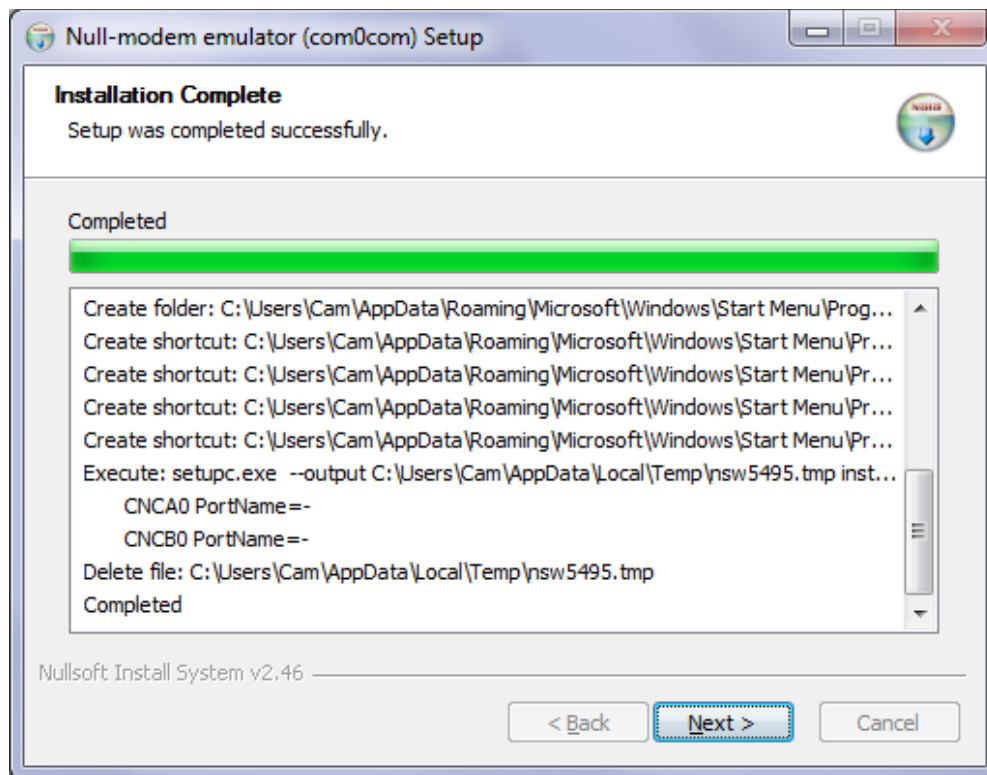 Null-modem emulator (com0com) Setup
Installation Complete
Setup was completed successfully.
Completed
Create folder: C:\Users\Cam\AppData\Roaming\Microsoft\Windows\Start Menu\Prog...
Create shortcut: C:\Users\Cam\AppData\Roaming\Microsoft\Windows\Start Menu\Pr...
Create shortcut: C:\Users\Cam\AppData\Roaming\Microsoft\Windows\Start Menu\Pr...
Create shortcut: C:\Users\Cam\AppData\Roaming\Microsoft\Windows\Start Menu\Pr...
Create shortcut: C:\Users\Cam\AppData\Roaming\Microsoft\Windows\Start Menu\Pr...
Execute: setupc.exe  --output C:\Users\Cam\AppData\Local\Temp\nsw5495.tmp inst...
CNCA0 PortName=-
CNCB0 PortName=-
Delete file: C:\Users\Cam\AppData\Local\Temp\nsw5495.tmp
Completed
Nullsoft Install System v2.46
< Back Next > Cancel